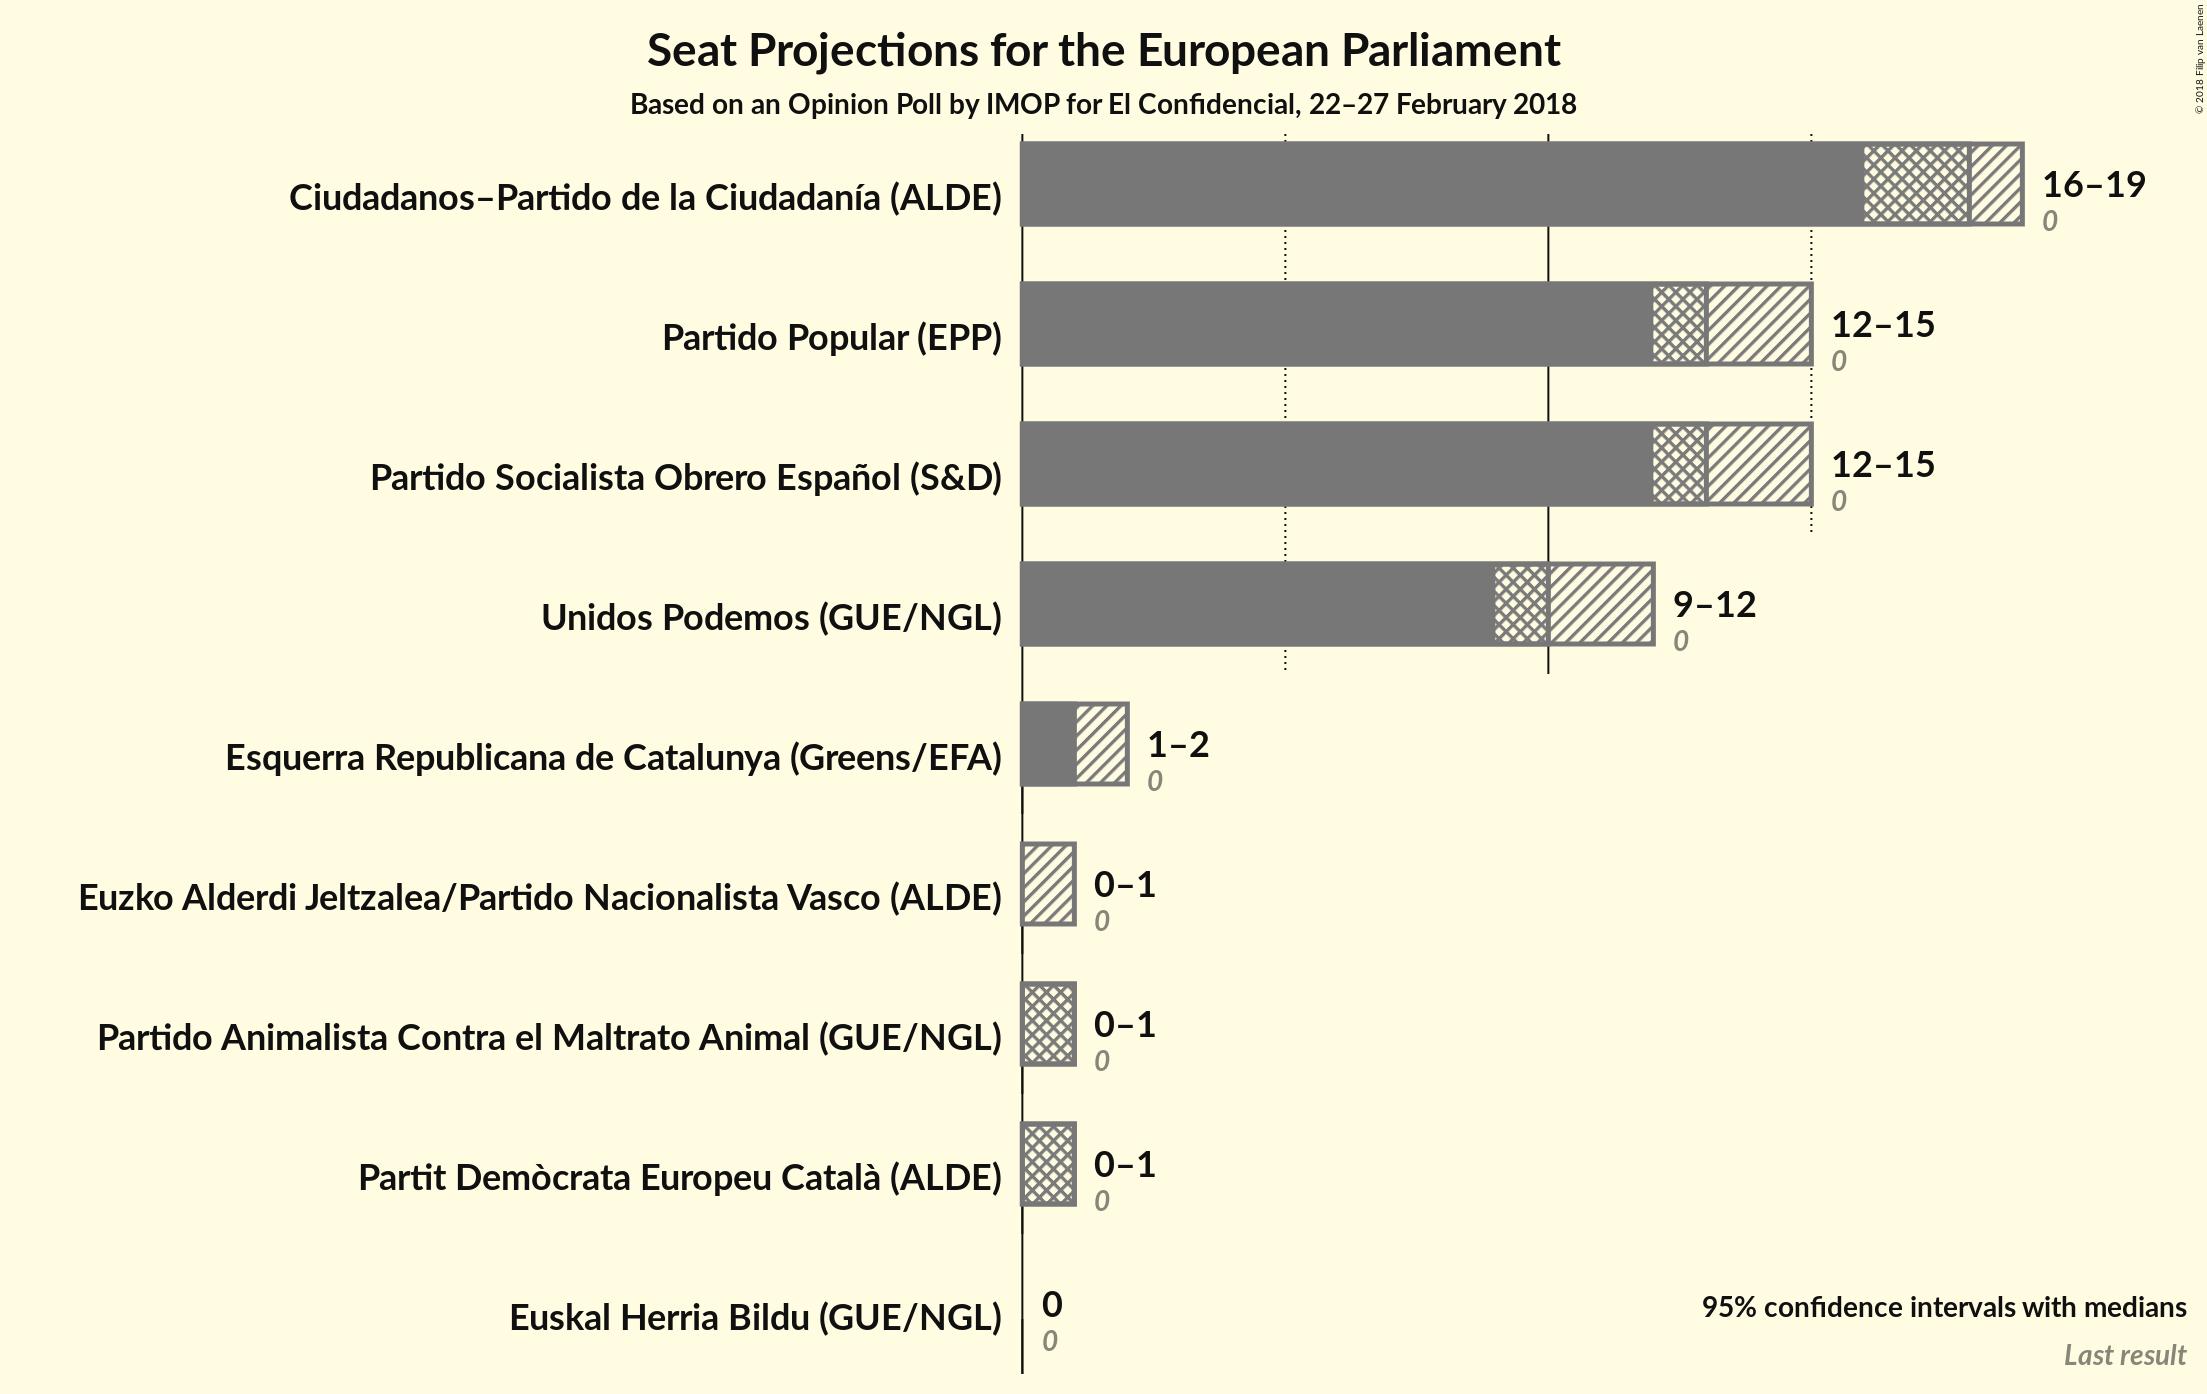 Seat Projections for the European Parliament
Based on an Opinion Poll by IMOP for El Confidencial, 22–27 February 2018
© 2018 Filip van Laenen
Ciudadanos–Partido de la Ciudadanía (ALDE)
16–19
0
Partido Popular (EPP)
12–15
0
Partido Socialista Obrero Español (S&D)
12–15
0
Unidos Podemos (GUE/NGL)
9–12
0
Esquerra Republicana de Catalunya (Greens/EFA)
1–2
0
Euzko Alderdi Jeltzalea/Partido Nacionalista Vasco (ALDE)
0–1
0
Partido Animalista Contra el Maltrato Animal (GUE/NGL)
0–1
0
Partit Demòcrata Europeu Català (ALDE)
0–1
0
Euskal Herria Bildu (GUE/NGL)
0
0
95% confidence intervals with medians
Last result